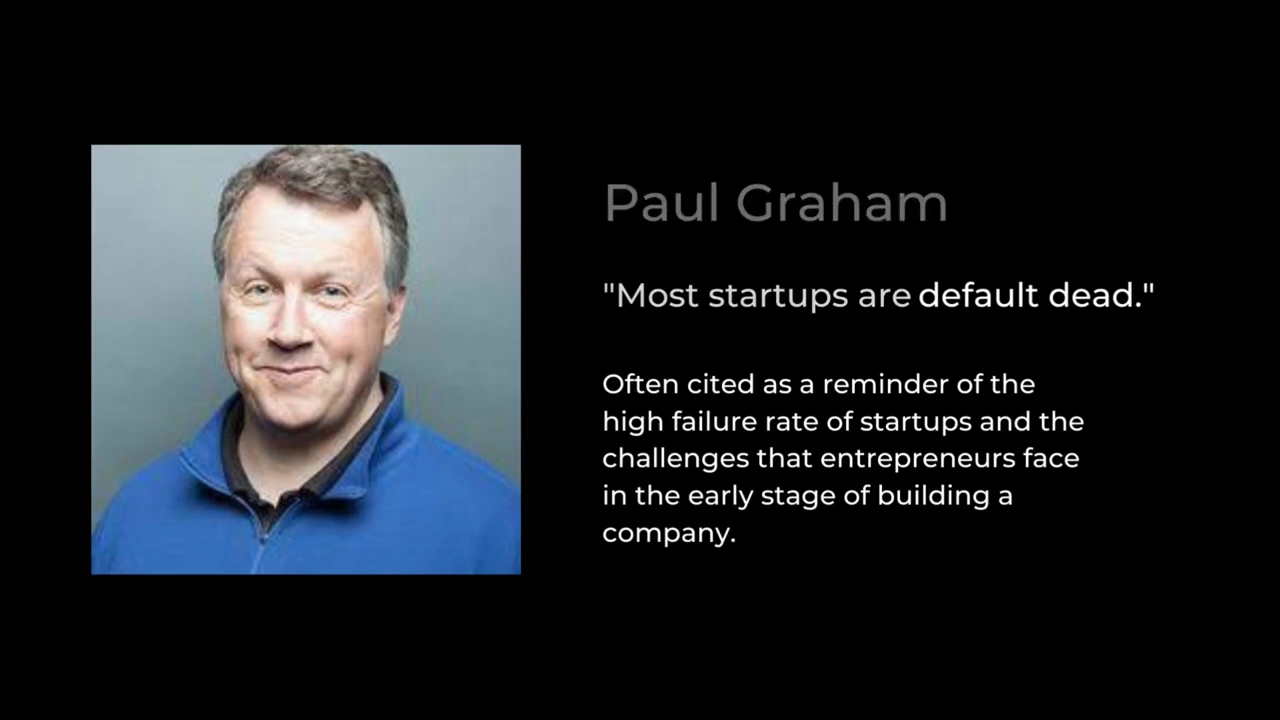 Paul Graham
"Most startups are default dead."
Often cited as a reminder of the
high failure rate of startups and the
challenges that entrepreneurs face
in the early stage of building a
company.